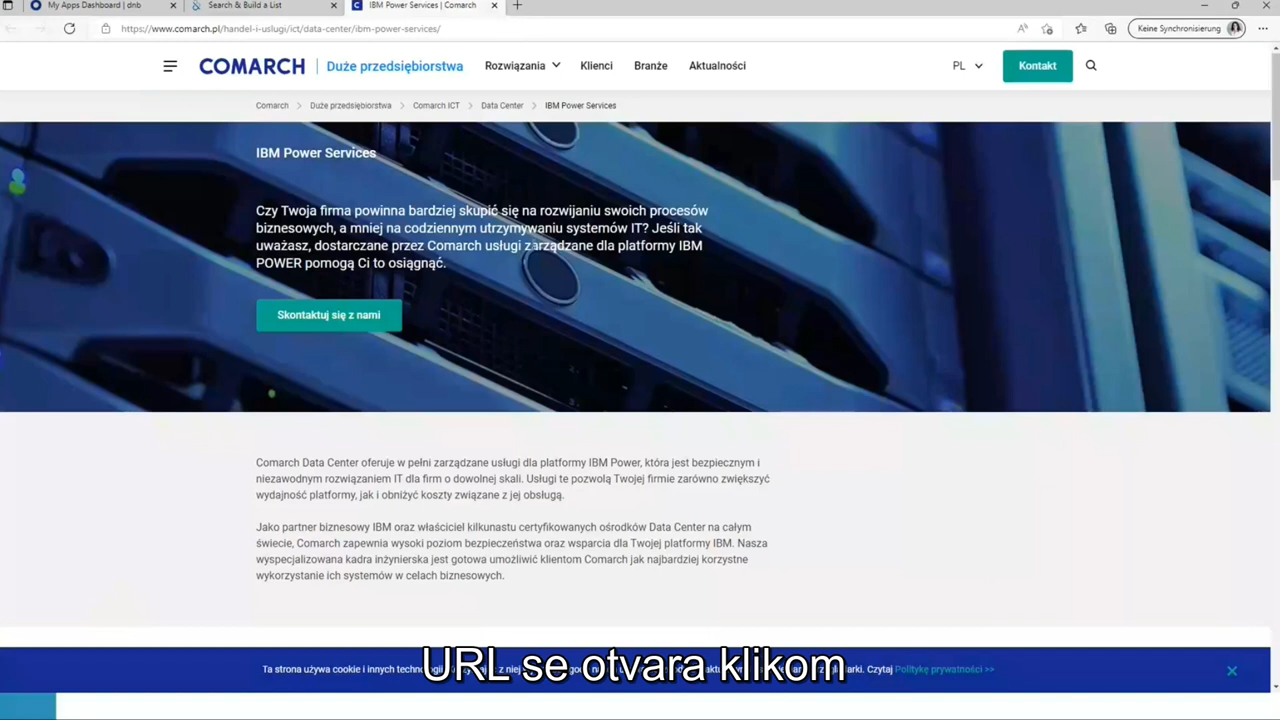 My Apps Dashboard | dnb
Search & Build a List
IBM Power Services | Comarch
https://www.comarch.pl/handel-i-uslugi/ict/data-center/ibm-power-services/
Keine Synchronisierung
COMARCH
Duże przedsiębiorstwa
Rozwiązania
Klienci
Branże
Aktualności
PL
Kontakt
Comarch > Duże przedsiębiorstwa > Comarch ICT > Data Center > IBM Power Services
IBM Power Services
Czy Twoja firma powinna bardziej skupić się na rozwijaniu swoich procesów
biznesowych, a mniej na codziennym utrzymywaniu systemów IT? Jeśli tak
uważasz, dostarczane przez Comarch usługi zarządzane dla platformy IBM
POWER pomogą Ci to osiągnąć.
Skontaktuj się z nami
Comarch Data Center oferuje w pełni zarządzane usługi dla platformy IBM Power, która jest bezpiecznym i
niezawodnym rozwiązaniem IT dla firm o dowolnej skali. Usługi te pozwolą Twojej firmie zarówno zwiększyć
wydajność platformy, jak i obniżyć koszty związane z jej obsługą.
Jako partner biznesowy IBM oraz właściciel kilkunastu certyfikowanych ośrodków Data Center na całym
świecie, Comarch zapewnia wysoki poziom bezpieczeństwa oraz wsparcia dla Twojej platformy IBM. Nasza
wyspecjalizowana kadra inżynierska jest gotowa umożliwić klientom Comarch jak najbardziej korzystne
wykorzystanie ich systemów w celach biznesowych.
Ta strona używa cookie i innych Czytaj Politykę prywatności >>
URL se otvara klikom